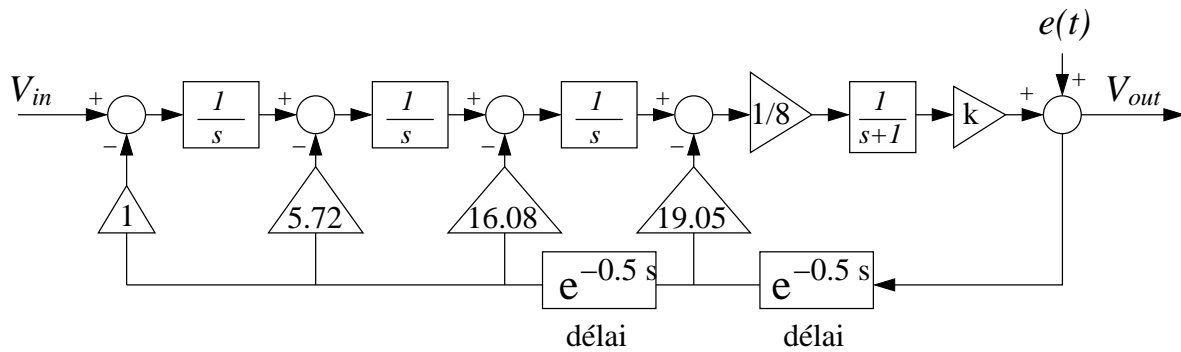 e(t)
V_in + − 1/s + − 1/s + − 1/s + − 1/8 1/(s+1) k + + V_out
1 5.72 16.08 19.05
e^−0.5 s e^−0.5 s
délai délai